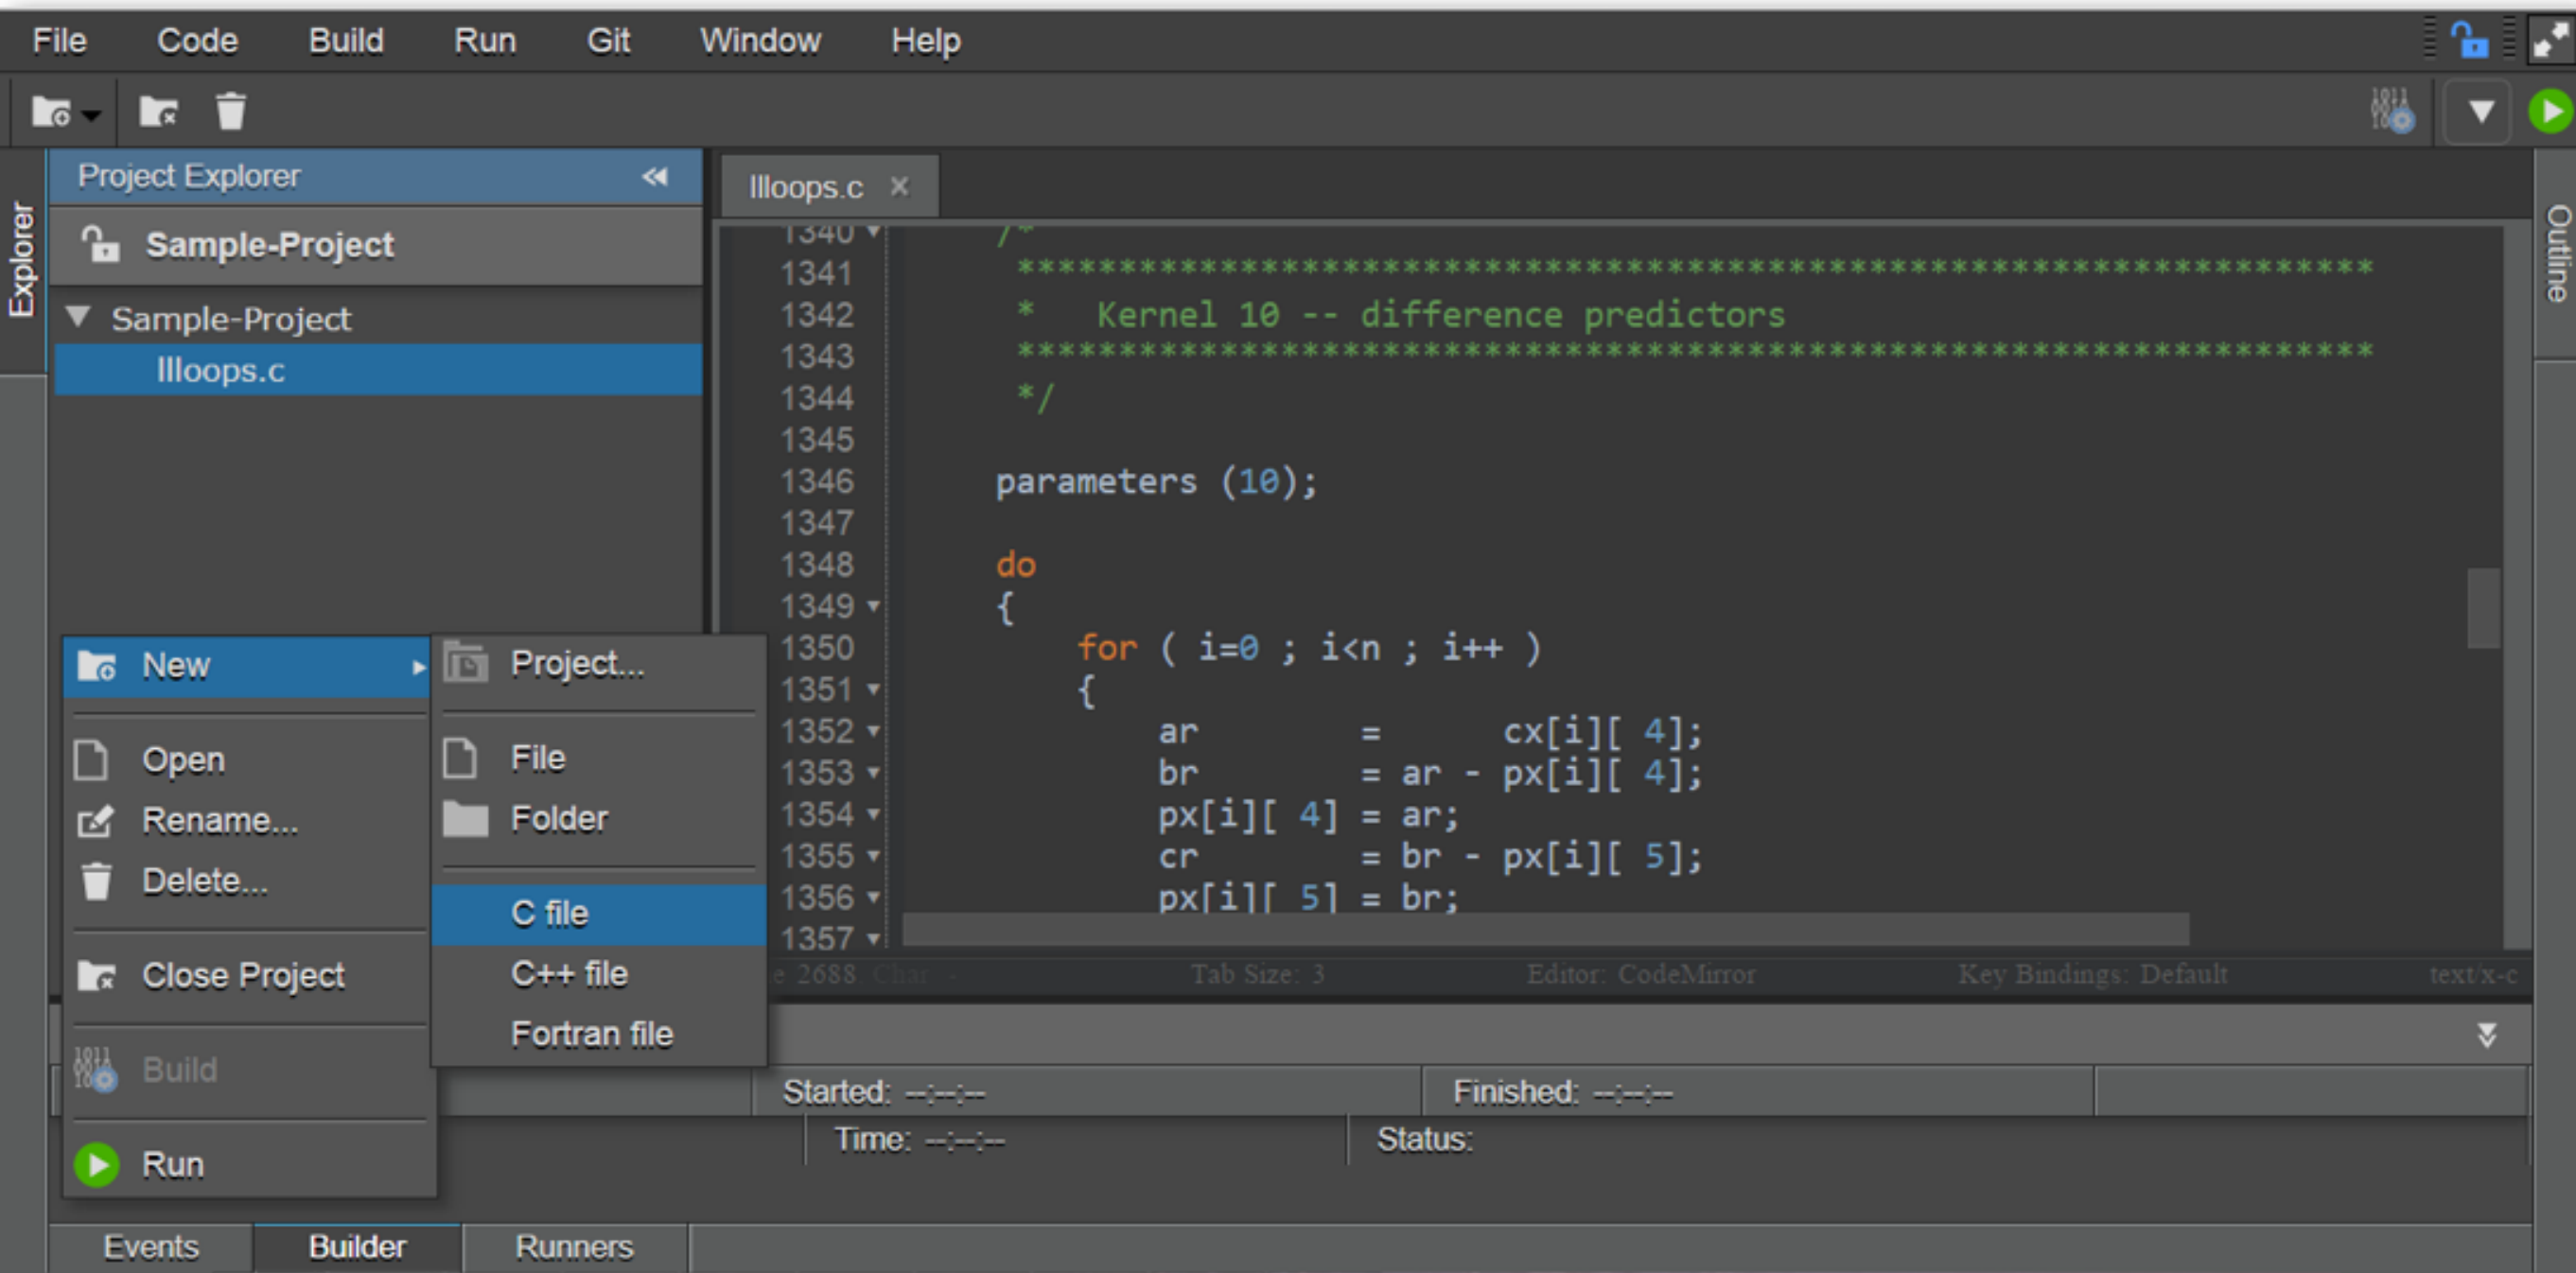 File Code Build Run Git Window Help
Explorer
Project Explorer
Sample-Project
Sample-Project
llloops.c
New
Open
Rename...
Delete...
Close Project
Build
Run
Project...
File
Folder
C file
C++ file
Fortran file
llloops.c
1340 /*
1341 *******************************************************************
1342 * Kernel 10 -- difference predictors
1343 *******************************************************************
1344 */
1345
1346 parameters (10);
1347
1348 do
1349 {
1350 for ( i=0 ; i<n ; i++ )
1351 {
1352 ar = cx[i][ 4];
1353 br = ar - px[i][ 4];
1354 px[i][ 4] = ar;
1355 cr = br - px[i][ 5];
1356 px[i][ 5] = br;
1357
2688 Char - Tab Size: 3 Editor: CodeMirror Key Bindings: Default text/x-c
Outline
Started: --:--:-- Finished: --:--:--
Time: --:--:-- Status:
Events Builder Runners